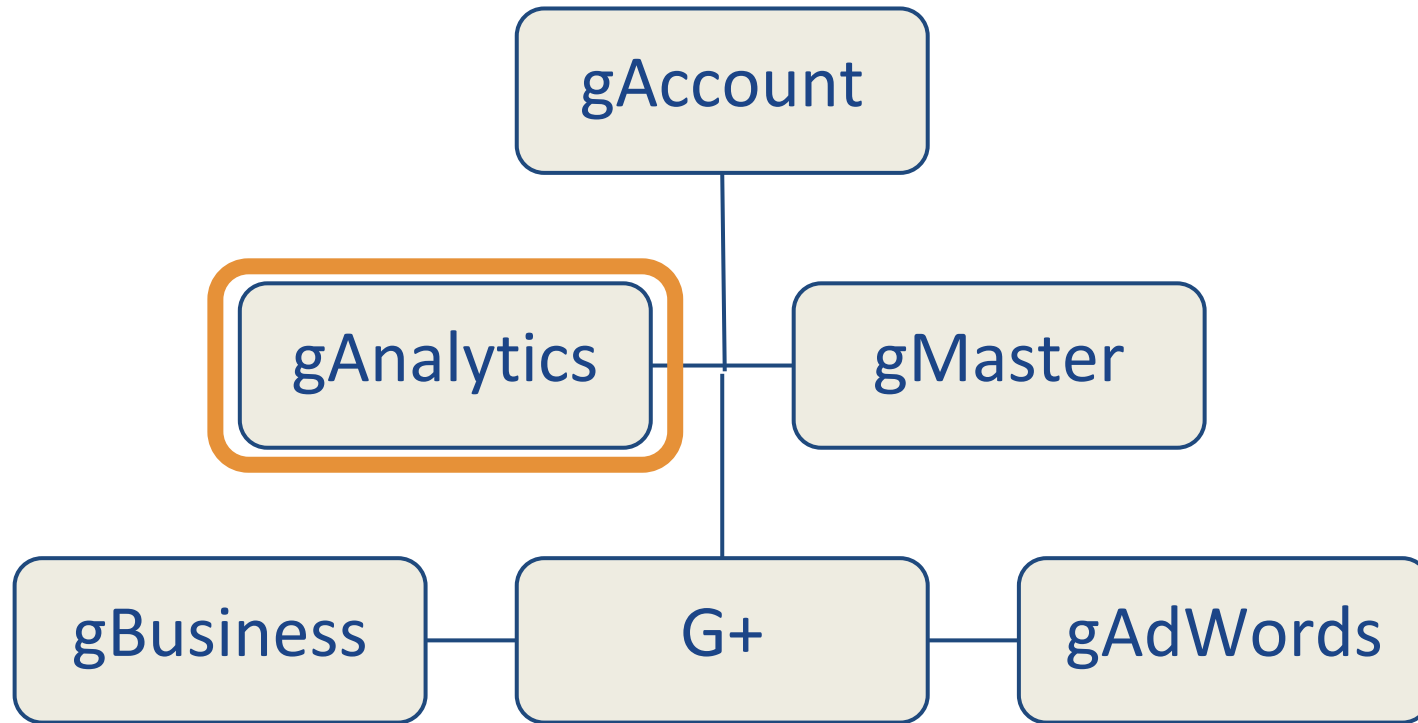 gAccount
gAnalytics
gMaster
gBusiness
G+
gAdWords